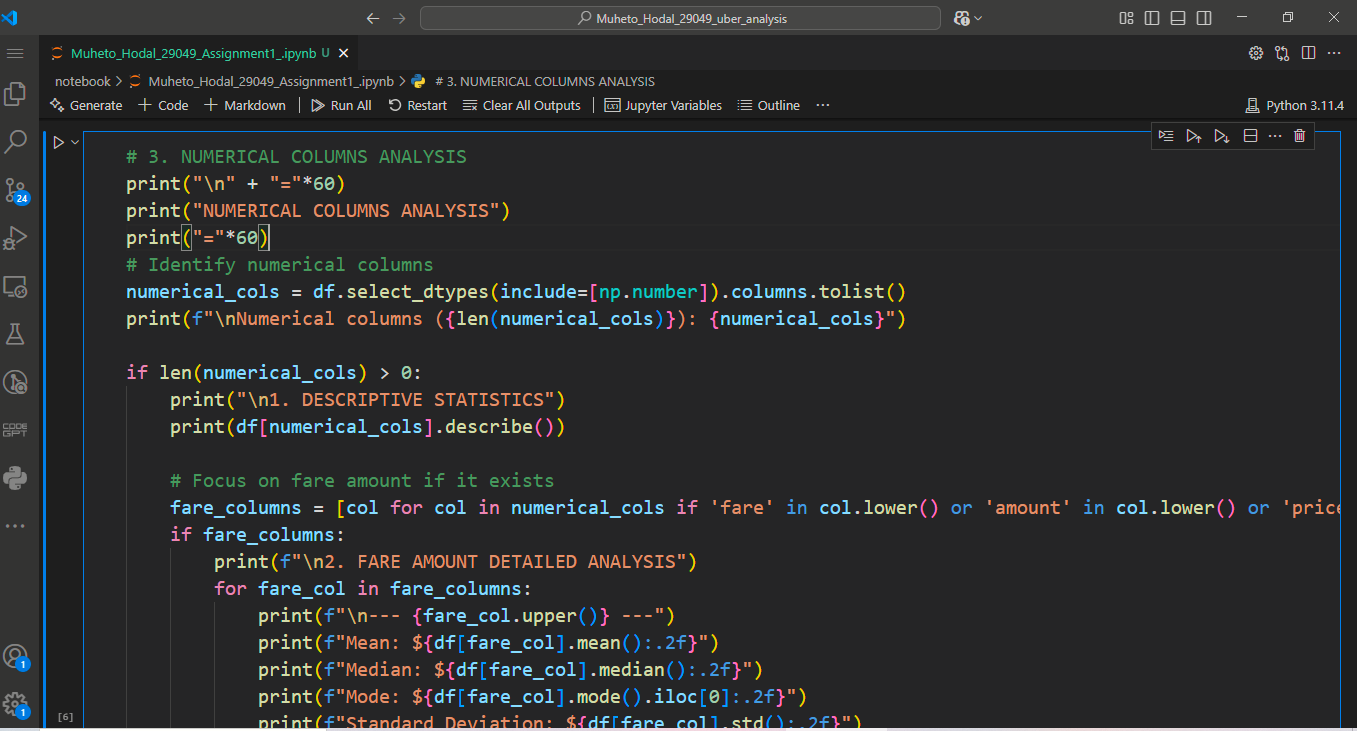 Muheto_Hodal_29049_uber_analysis
Muheto_Hodal_29049_Assignment1_.ipynb U
notebook > Muheto_Hodal_29049_Assignment1_.ipynb > # 3. NUMERICAL COLUMNS ANALYSIS
Generate + Code + Markdown | Run All Restart Clear All Outputs | Jupyter Variables Outline ... Python 3.11.4
# 3. NUMERICAL COLUMNS ANALYSIS
print("\n" + "="*60)
print("NUMERICAL COLUMNS ANALYSIS")
print("="*60)
# Identify numerical columns
numerical_cols = df.select_dtypes(include=[np.number]).columns.tolist()
print(f"\nNumerical columns ({len(numerical_cols)}): {numerical_cols}")
if len(numerical_cols) > 0:
print("\n1. DESCRIPTIVE STATISTICS")
print(df[numerical_cols].describe())
# Focus on fare amount if it exists
fare_columns = [col for col in numerical_cols if 'fare' in col.lower() or 'amount' in col.lower() or 'price
if fare_columns:
print(f"\n2. FARE AMOUNT DETAILED ANALYSIS")
for fare_col in fare_columns:
print(f"\n--- {fare_col.upper()} ---")
print(f"Mean: ${df[fare_col].mean():.2f}")
print(f"Median: ${df[fare_col].median():.2f}")
print(f"Mode: ${df[fare_col].mode().iloc[0]:.2f}")
print(f"Standard Deviation: ${df[fare_col].std():.2f}")
[6]
24
CODE
GPT
1
1